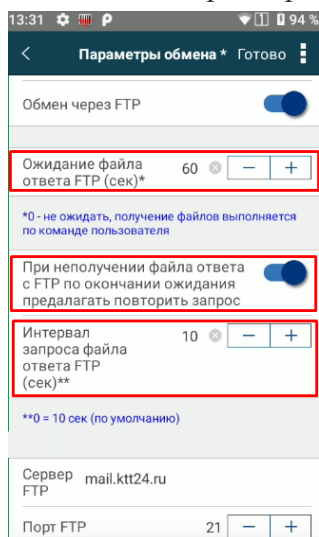 13:31 94 %
Параметры обмена * Готово
Обмен через FTP
Ожидание файла
ответа FTP (сек)*
60 − +
*0 - не ожидать, получение файлов выполняется
по команде пользователя
При неполучении файла ответа
с FTP по окончании ожидания
предалагать повторить запрос
Интервал
запроса файла
ответа FTP
(сек)**
10 − +
**0 = 10 сек (по умолчанию)
Сервер
FTP
mail.ktt24.ru
Порт FTP 21 − +